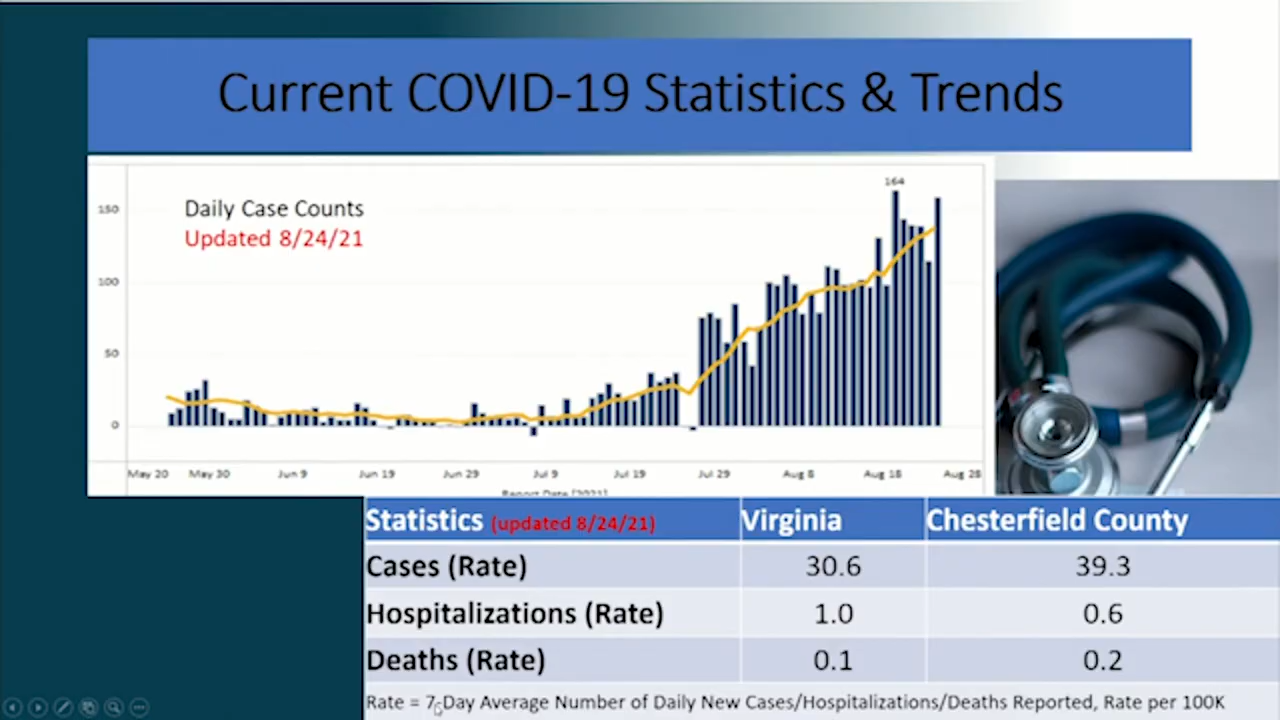 Current COVID-19 Statistics & Trends
164
150
Daily Case Counts
Updated 8/24/21
100
50
0
May 20 May 30 Jun 9 Jun 19 Jun 29 Jul 9 Jul 19 Jul 29 Aug 8 Aug 18 Aug 28
Report Date (2021)
Statistics (updated 8/24/21) Virginia Chesterfield County
Cases (Rate) 30.6 39.3
Hospitalizations (Rate) 1.0 0.6
Deaths (Rate) 0.1 0.2
Rate = 7-Day Average Number of Daily New Cases/Hospitalizations/Deaths Reported, Rate per 100K